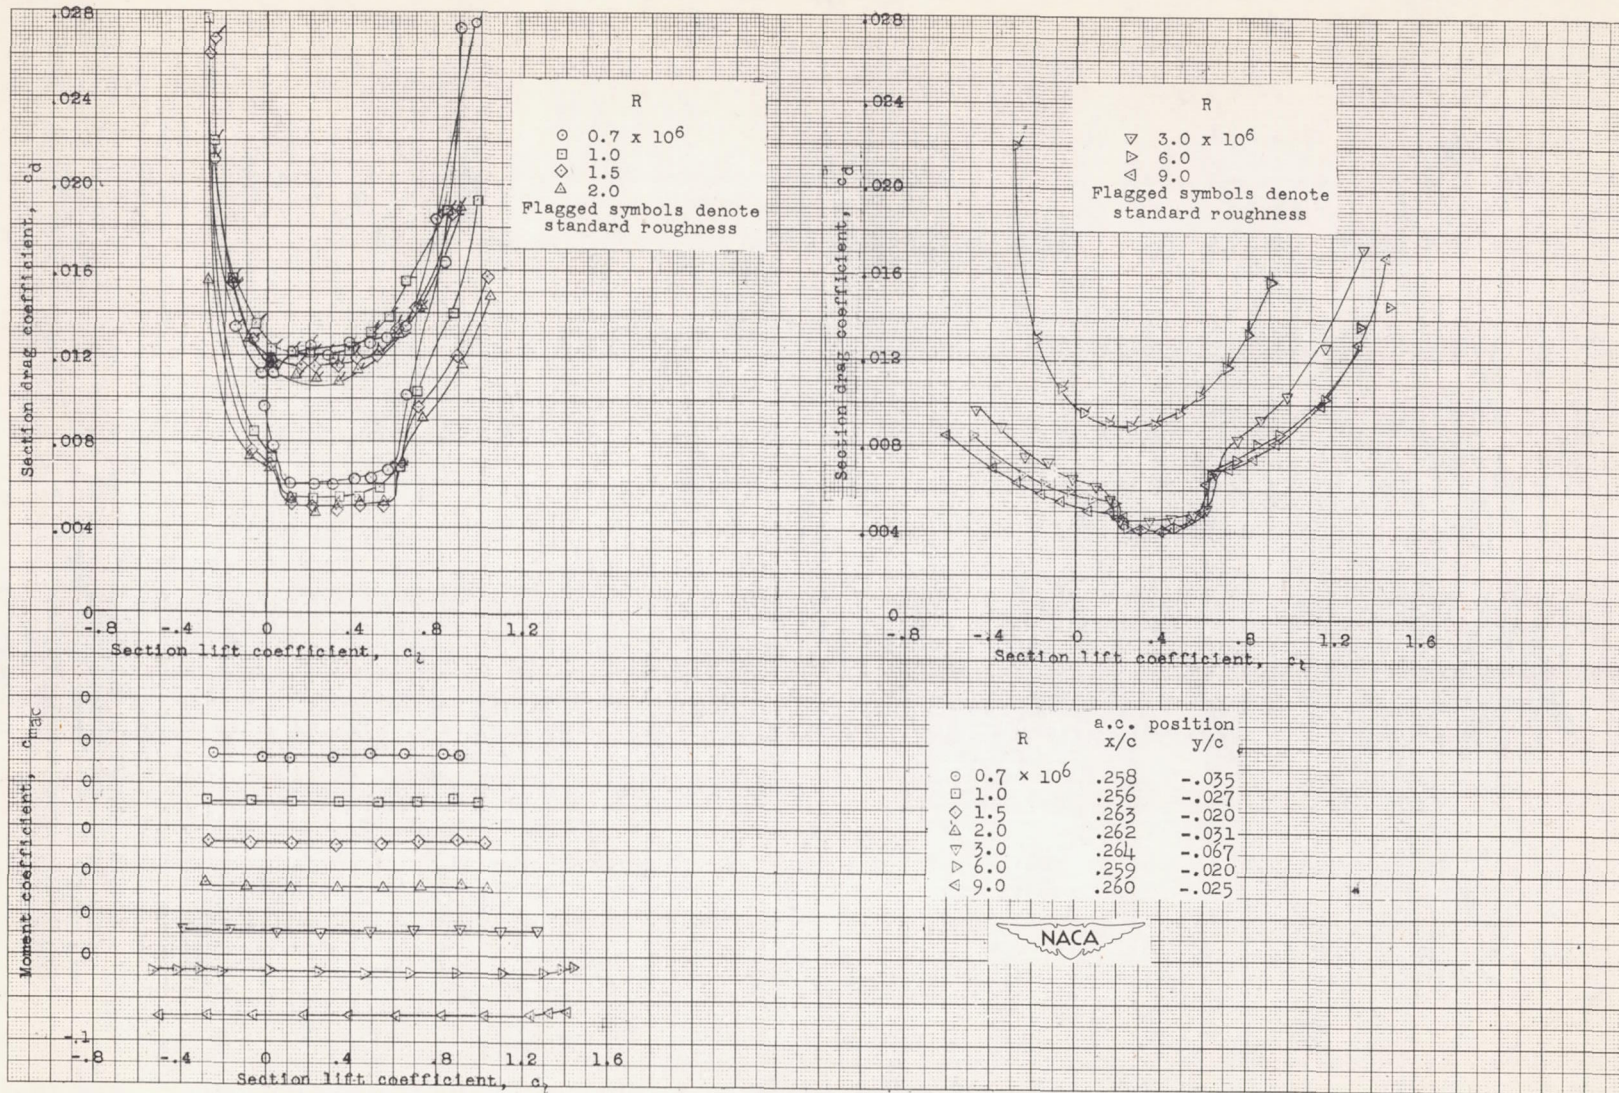 .028
.024
.020
.016
.012
.008
.004
0
-.8 -.4 0 .4 .8 1.2
Section lift coefficient, cl
Section drag coefficient, cd
R
0.7 x 10^6
1.0
1.5
2.0
Flagged symbols denote
standard roughness
.028
.024
.020
.016
.012
.008
.004
0
-.8 -.4 0 .4 .8 1.2 1.6
Section lift coefficient, cl
Section drag coefficient, cd
R
3.0 x 10^6
6.0
9.0
Flagged symbols denote
standard roughness
0
0
0
0
0
0
0
-.1
-.8 -.4 0 .4 .8 1.2 1.6
Section lift coefficient, cl
Moment coefficient, cmac
a.c. position
R x/c y/c
0.7 × 10^6 .258 -.035
1.0 .256 -.027
1.5 .263 -.020
2.0 .262 -.031
3.0 .264 -.067
6.0 .259 -.020
9.0 .260 -.025
NACA